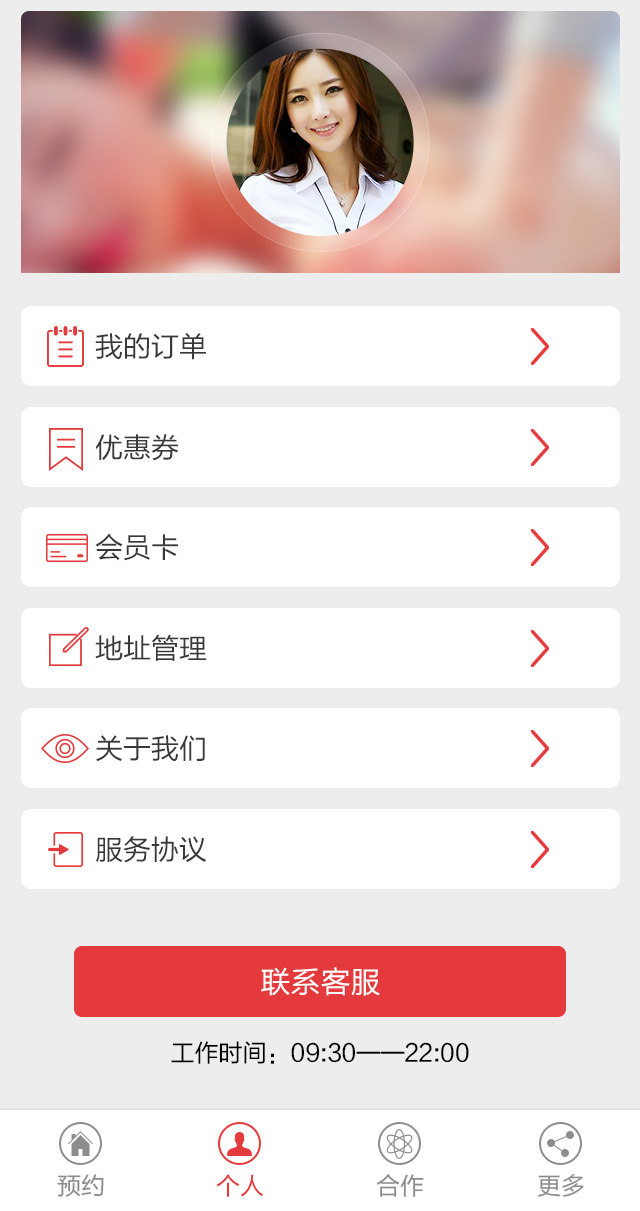 我的订单
优惠券
会员卡
地址管理
关于我们
服务协议
联系客服
工作时间：09:30——22:00
预约 个人 合作 更多